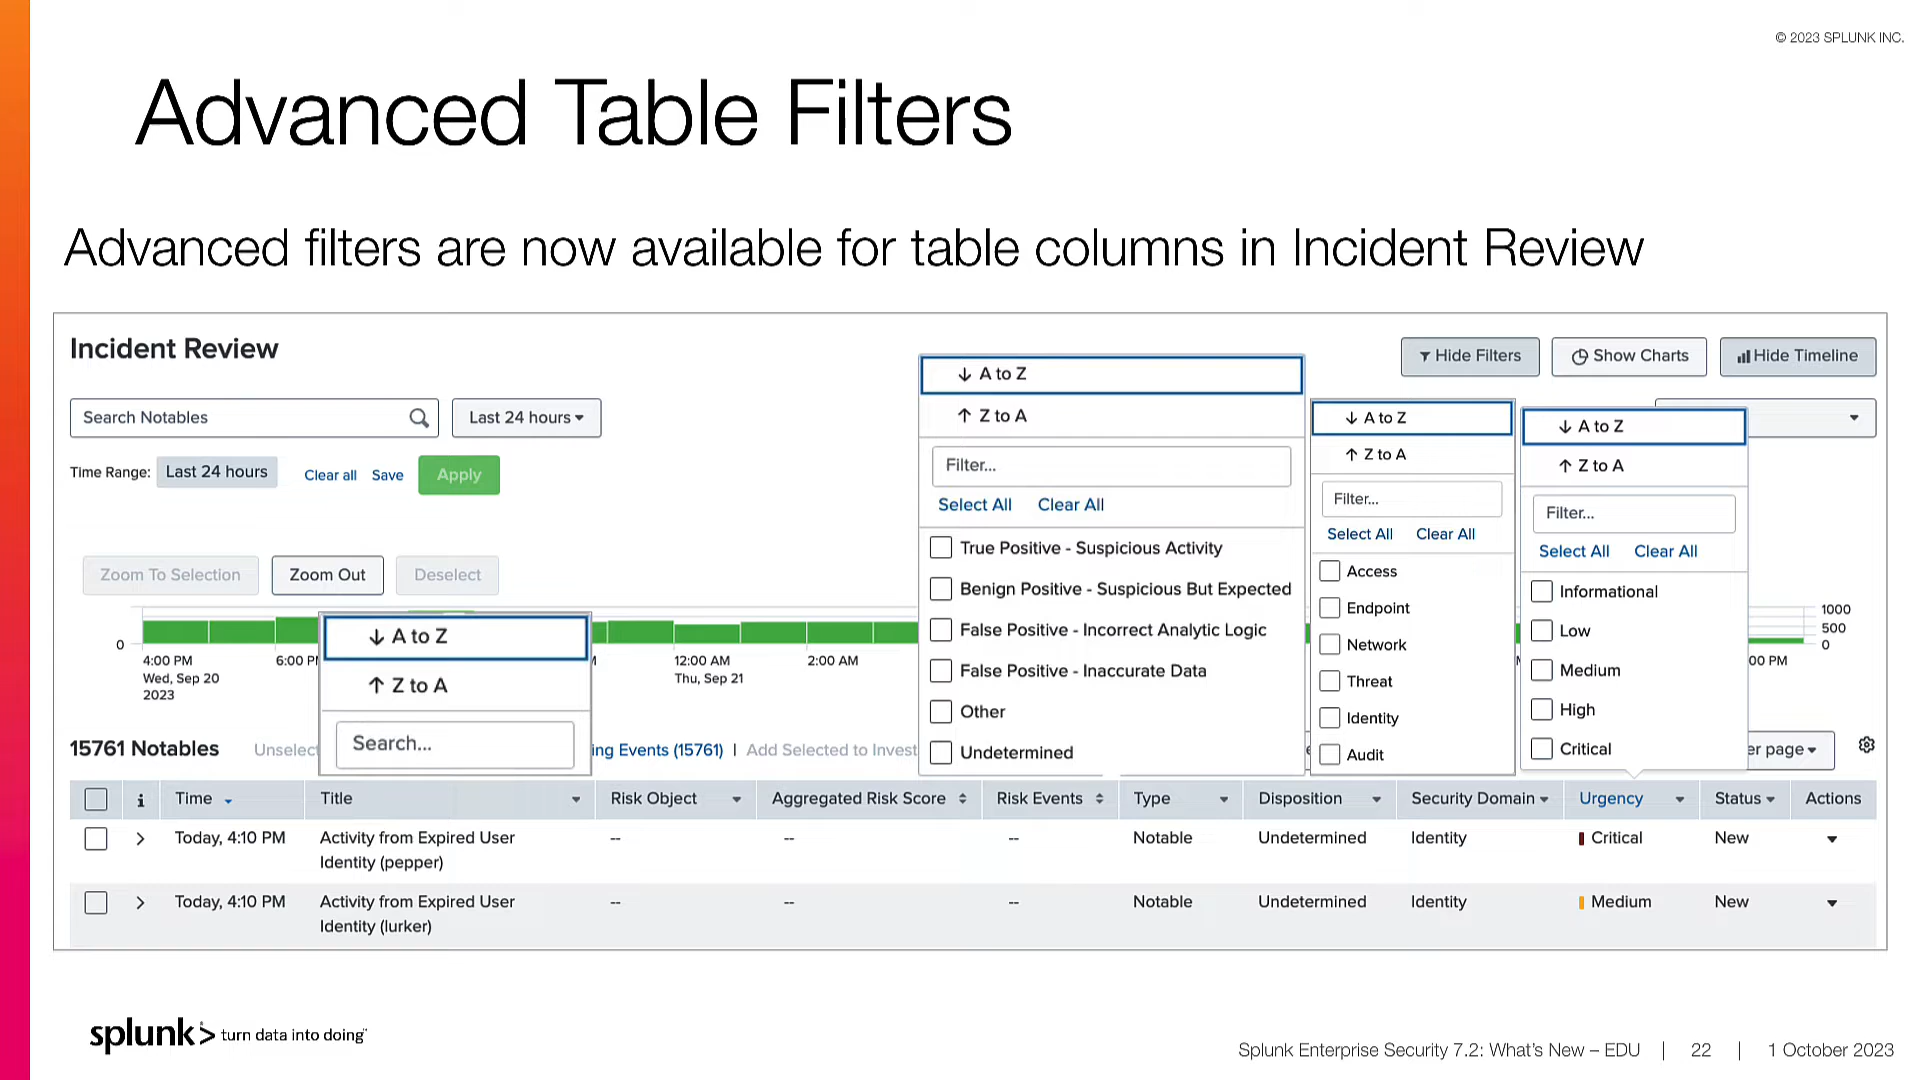 © 2023 SPLUNK INC.
Advanced Table Filters
Advanced filters are now available for table columns in Incident Review
Incident Review
Hide Filters
Show Charts
Hide Timeline
Search Notables
Last 24 hours
Time Range: Last 24 hours Clear all Save Apply
Zoom To Selection Zoom Out Deselect
0
4:00 PM
Wed, Sep 20
2023
6:00
12:00 AM
Thu, Sep 21
2:00 AM
00 PM
1000
500
0
↓ A to Z
↑ Z to A
Search...
↓ A to Z
↑ Z to A
Filter...
Select All Clear All
True Positive - Suspicious Activity
Benign Positive - Suspicious But Expected
False Positive - Incorrect Analytic Logic
False Positive - Inaccurate Data
Other
Undetermined
↓ A to Z
↑ Z to A
Filter...
Select All Clear All
Access
Endpoint
Network
Threat
Identity
Audit
↓ A to Z
↑ Z to A
Filter...
Select All Clear All
Informational
Low
Medium
High
Critical
15761 Notables Unselect ing Events (15761) | Add Selected to Invest er page
i Time Title Risk Object Aggregated Risk Score Risk Events Type Disposition Security Domain Urgency Status Actions
Today, 4:10 PM Activity from Expired User -- -- -- Notable Undetermined Identity Critical New
Identity (pepper)
Today, 4:10 PM Activity from Expired User -- -- -- Notable Undetermined Identity Medium New
Identity (lurker)
splunk> turn data into doing
Splunk Enterprise Security 7.2: What's New – EDU | 22 | 1 October 2023